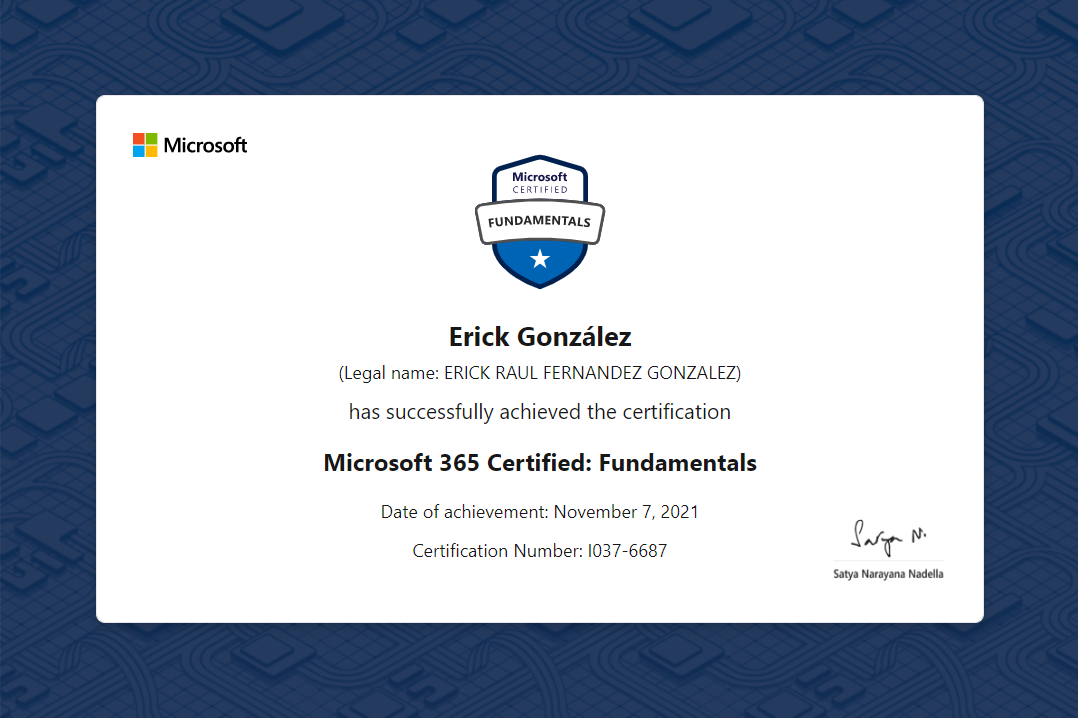 Microsoft
Microsoft
CERTIFIED
FUNDAMENTALS
Erick González
(Legal name: ERICK RAUL FERNANDEZ GONZALEZ)
has successfully achieved the certification
Microsoft 365 Certified: Fundamentals
Date of achievement: November 7, 2021
Certification Number: I037-6687
Satya N.
Satya Narayana Nadella